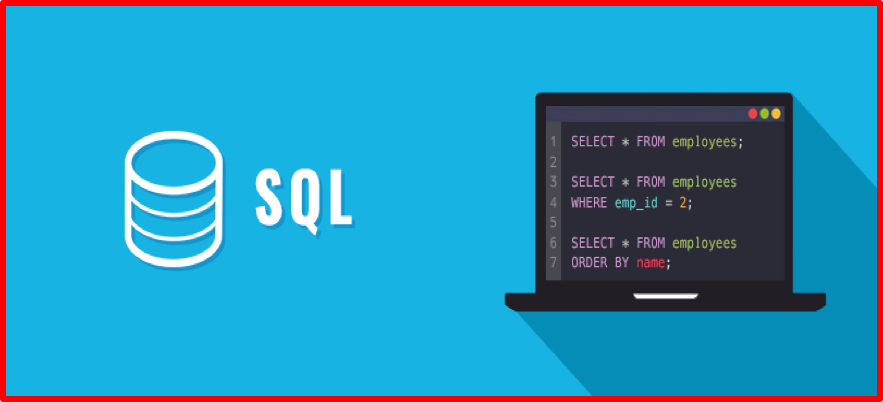 SQL
1 SELECT * FROM employees;
2
3 SELECT * FROM employees
4 WHERE emp_id = 2;
5
6 SELECT * FROM employees
7 ORDER BY name;